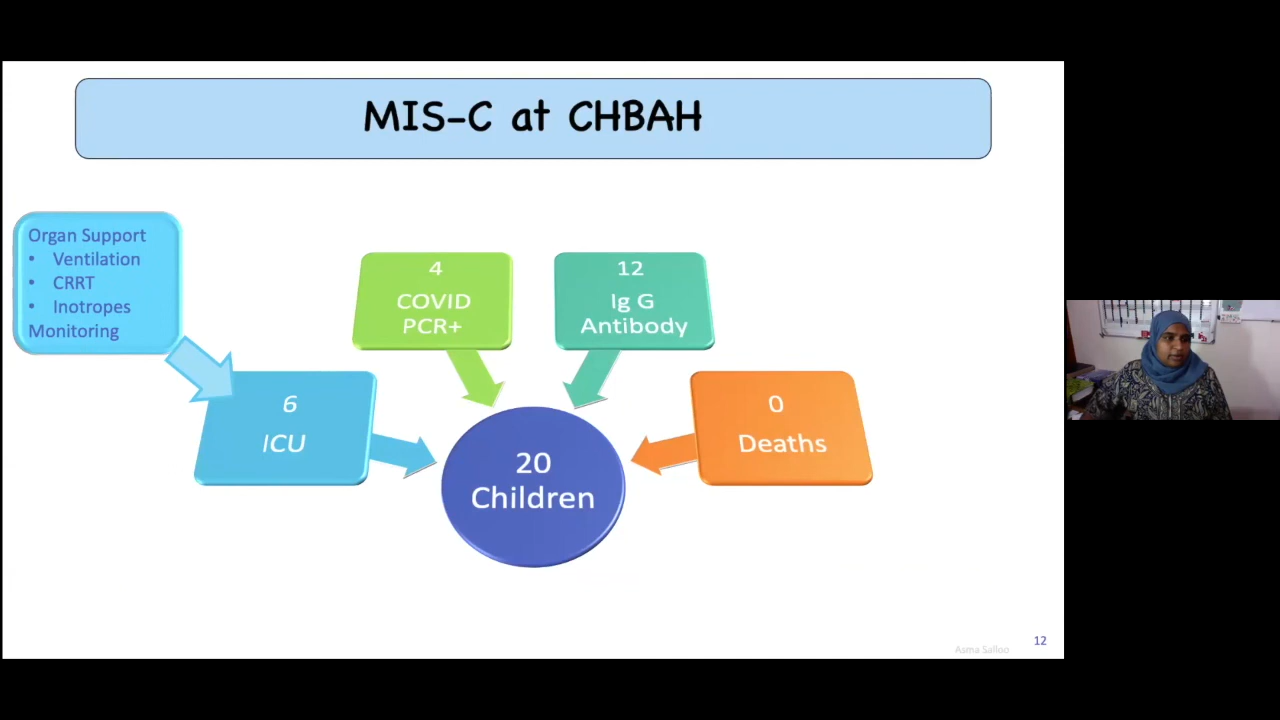 MIS-C at CHBAH
Organ Support
• Ventilation
• CRRT
• Inotropes
Monitoring
6
ICU
4
COVID
PCR+
12
Ig G
Antibody
0
Deaths
20
Children
Asma Salloo
12